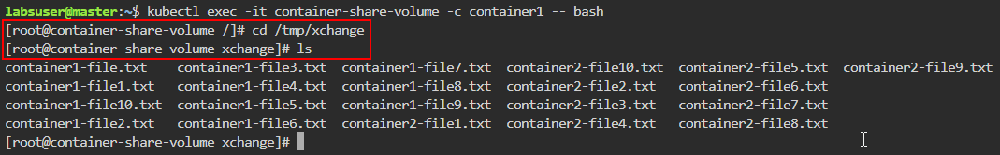 labsuser@master:~$ kubectl exec -it container-share-volume -c container1 -- bash
[root@container-share-volume /]# cd /tmp/xchange
[root@container-share-volume xchange]# ls
container1-file.txt container1-file3.txt container1-file7.txt container2-file10.txt container2-file5.txt container2-file9.txt
container1-file1.txt container1-file4.txt container1-file8.txt container2-file2.txt container2-file6.txt
container1-file10.txt container1-file5.txt container1-file9.txt container2-file3.txt container2-file7.txt
container1-file2.txt container1-file6.txt container2-file1.txt container2-file4.txt container2-file8.txt
[root@container-share-volume xchange]#